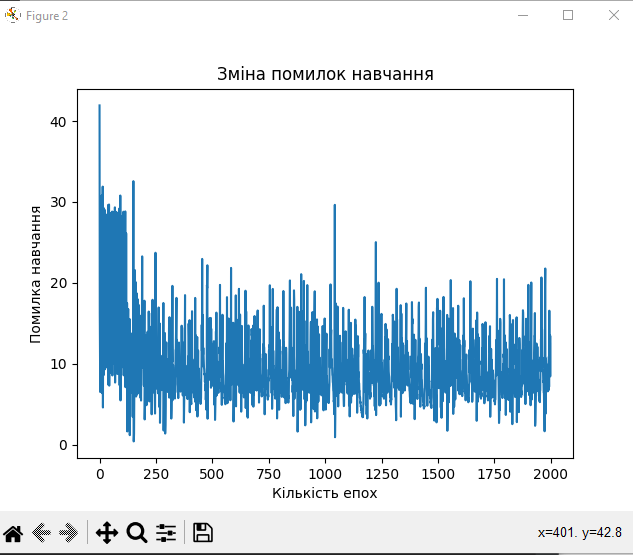 Figure 2
Зміна помилок навчання
40
30
20
10
0
Помилка навчання
0 250 500 750 1000 1250 1500 1750 2000
Кількість епох
x=401. y=42.8